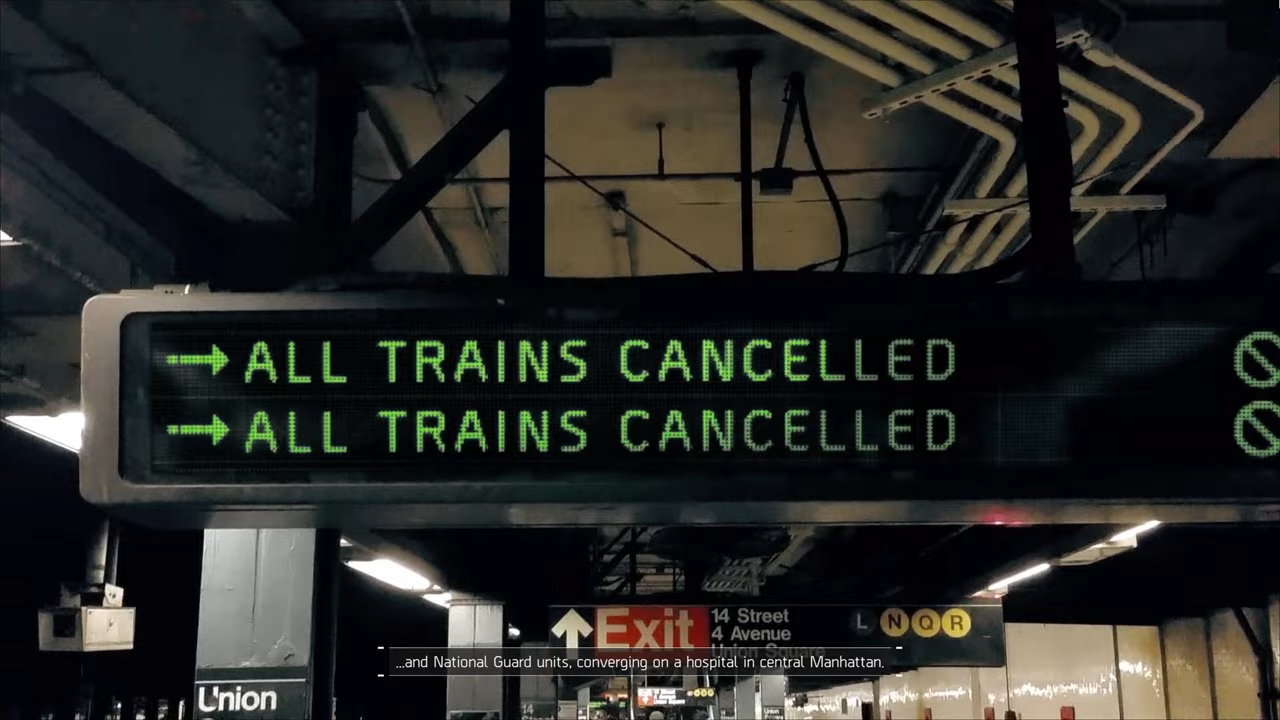 →ALL TRAINS CANCELLED
→ALL TRAINS CANCELLED
Exit
14 Street
4 Avenue
Union Square
L N Q R
...and National Guard units, converging on a hospital in central Manhattan.
Union